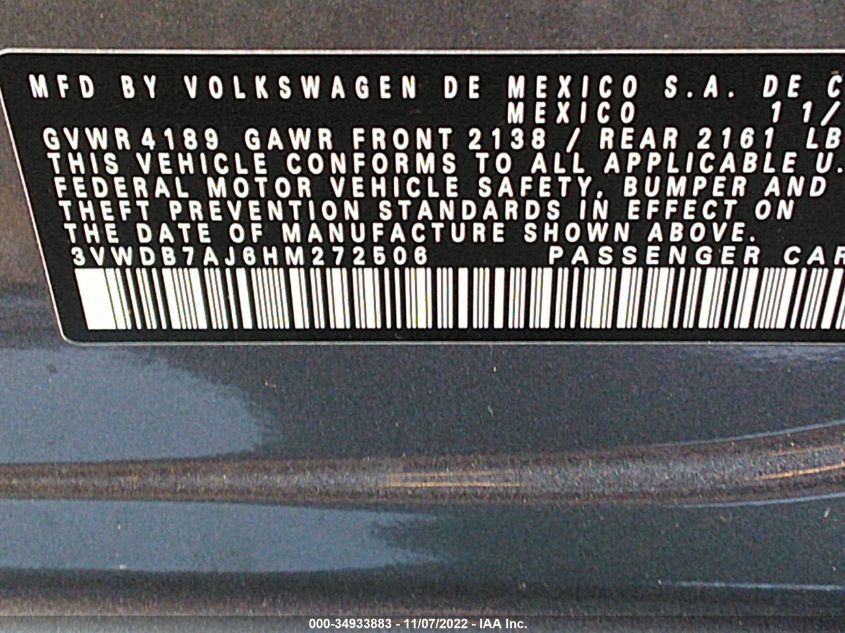 MFD BY VOLKSWAGEN DE MEXICO S.A. DE C
MEXICO 11/
GVWR 4189 GAWR FRONT 2138 / REAR 2161 LB
THIS VEHICLE CONFORMS TO ALL APPLICABLE U.
FEDERAL MOTOR VEHICLE SAFETY, BUMPER AND
THEFT PREVENTION STANDARDS IN EFFECT ON
THE DATE OF MANUFACTURE SHOWN ABOVE.
3VWDB7AJ6HM272506 PASSENGER CAR
000-34933883 - 11/07/2022 - IAA Inc.